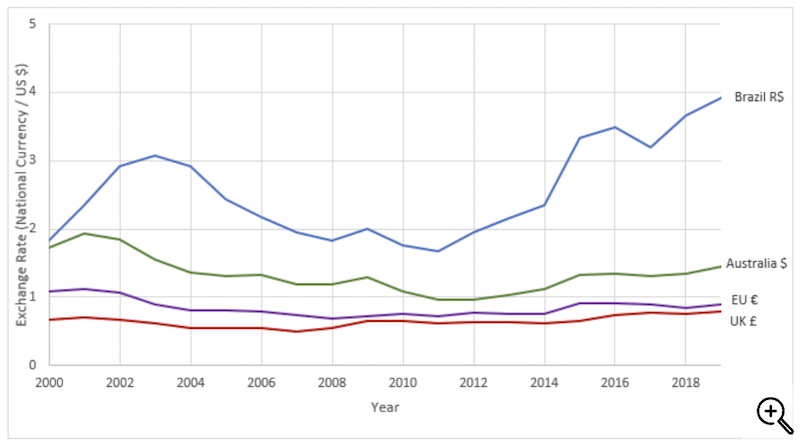 5
4
3
2
1
0
Exchange Rate (National Currency / US $)
Brazil R$
Australia $
EU €
UK £
2000 2002 2004 2006 2008 2010 2012 2014 2016 2018
Year